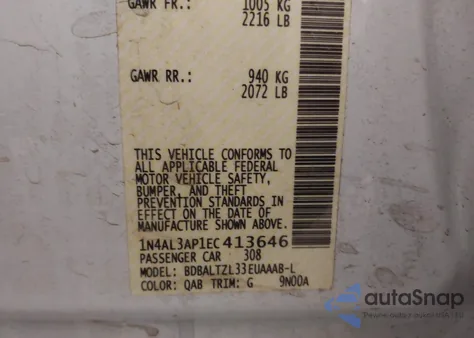 GAWR FR.: 1005 KG
2216 LB
GAWR RR.: 940 KG
2072 LB
THIS VEHICLE CONFORMS TO
ALL APPLICABLE FEDERAL
MOTOR VEHICLE SAFETY,
BUMPER, AND THEFT
PREVENTION STANDARDS
IN EFFECT ON THE DATE OF
MANUFACTURE SHOWN ABOVE.
1N4AL3AP1EC413646
PASSENGER CAR 308
MODEL: BDBALTZL33EUAAAB-L
COLOR: QAB TRIM: G 9N00A
autaSnap